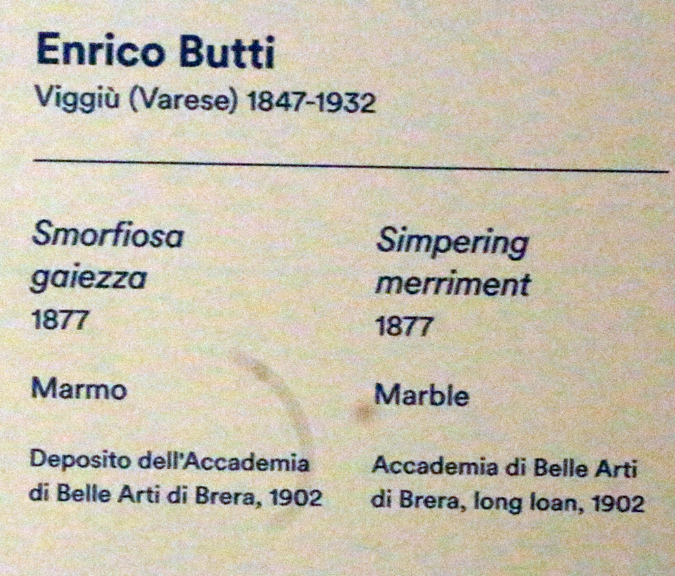 Enrico Butti
Viggiù (Varese) 1847-1932
Smorfiosa
gaiezza
1877
Marmo
Deposito dell'Accademia
di Belle Arti di Brera, 1902
Simpering
merriment
1877
Marble
Accademia di Belle Arti
di Brera, long loan, 1902